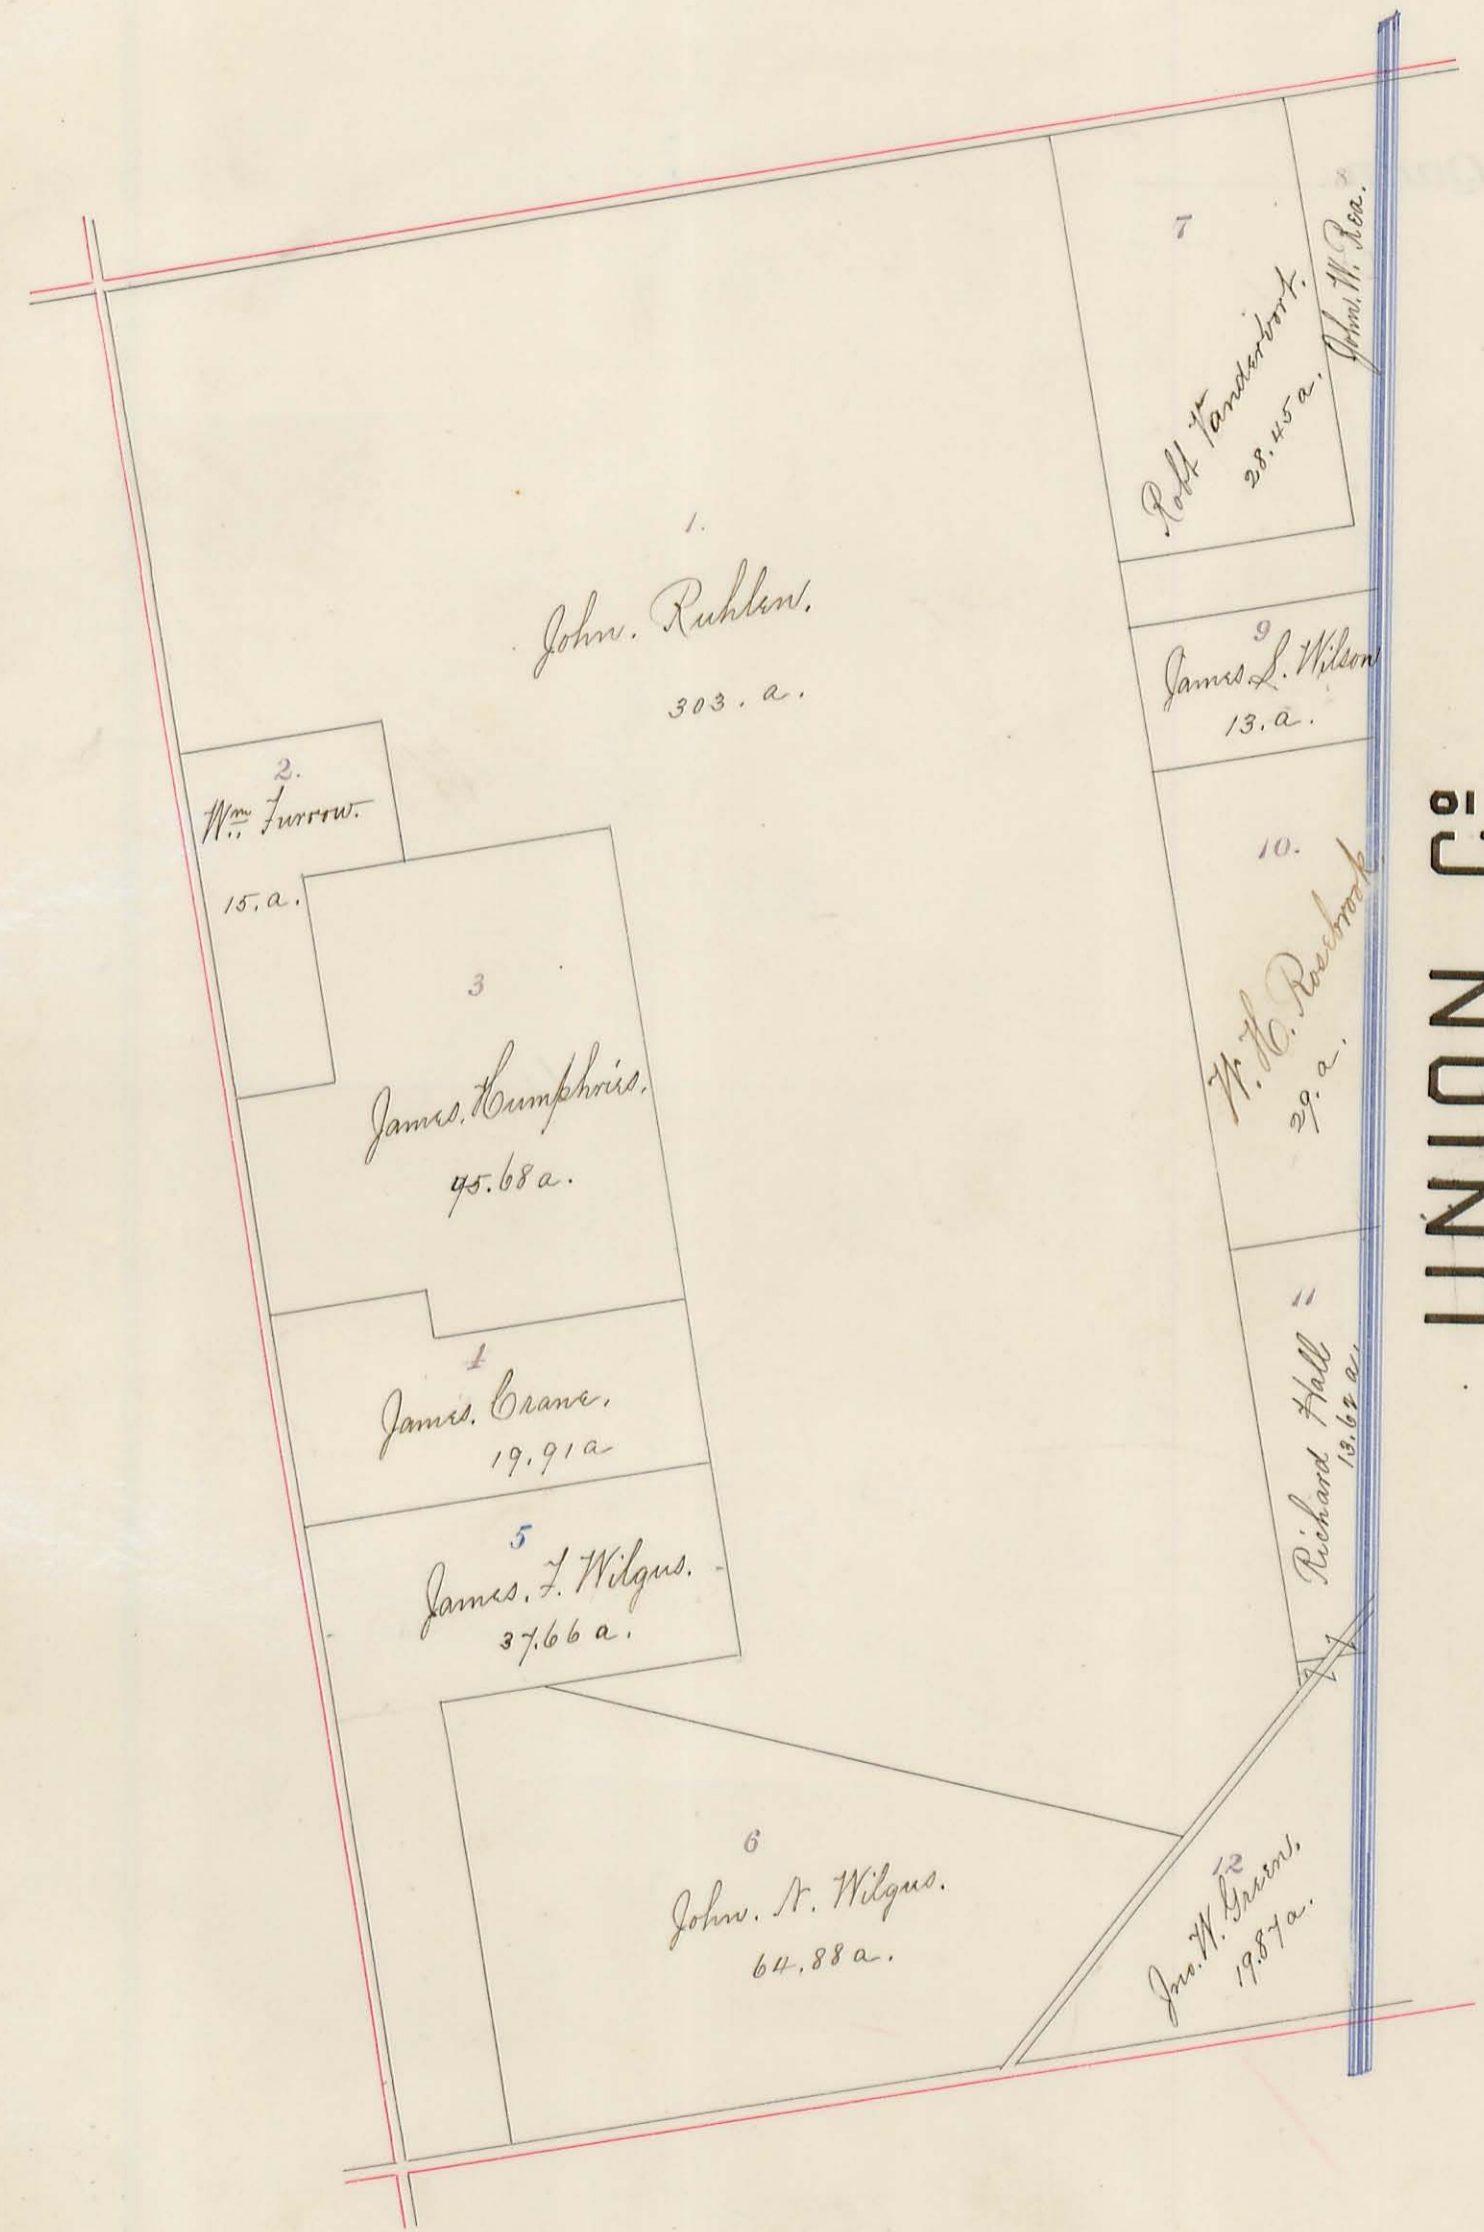 1.
John. Ruhlen.
303. a.
2.
Wm Furrow.
15. a.
3
James. Humphries.
45.68 a.
4
James. Crane.
19.91 a
5
James. F. Wilgus.
37.66 a.
6
John. N. Wilgus.
64.88 a.
7
Robt Vandervort.
28.45 a.
8
John. W. Rea.
9
James. S. Wilson
13. a.
10.
W. H. Rosebrook
29. a.
11
Richard Hall
13.62 a.
12
Jno. W. Green.
19.87 a.
UNION Co